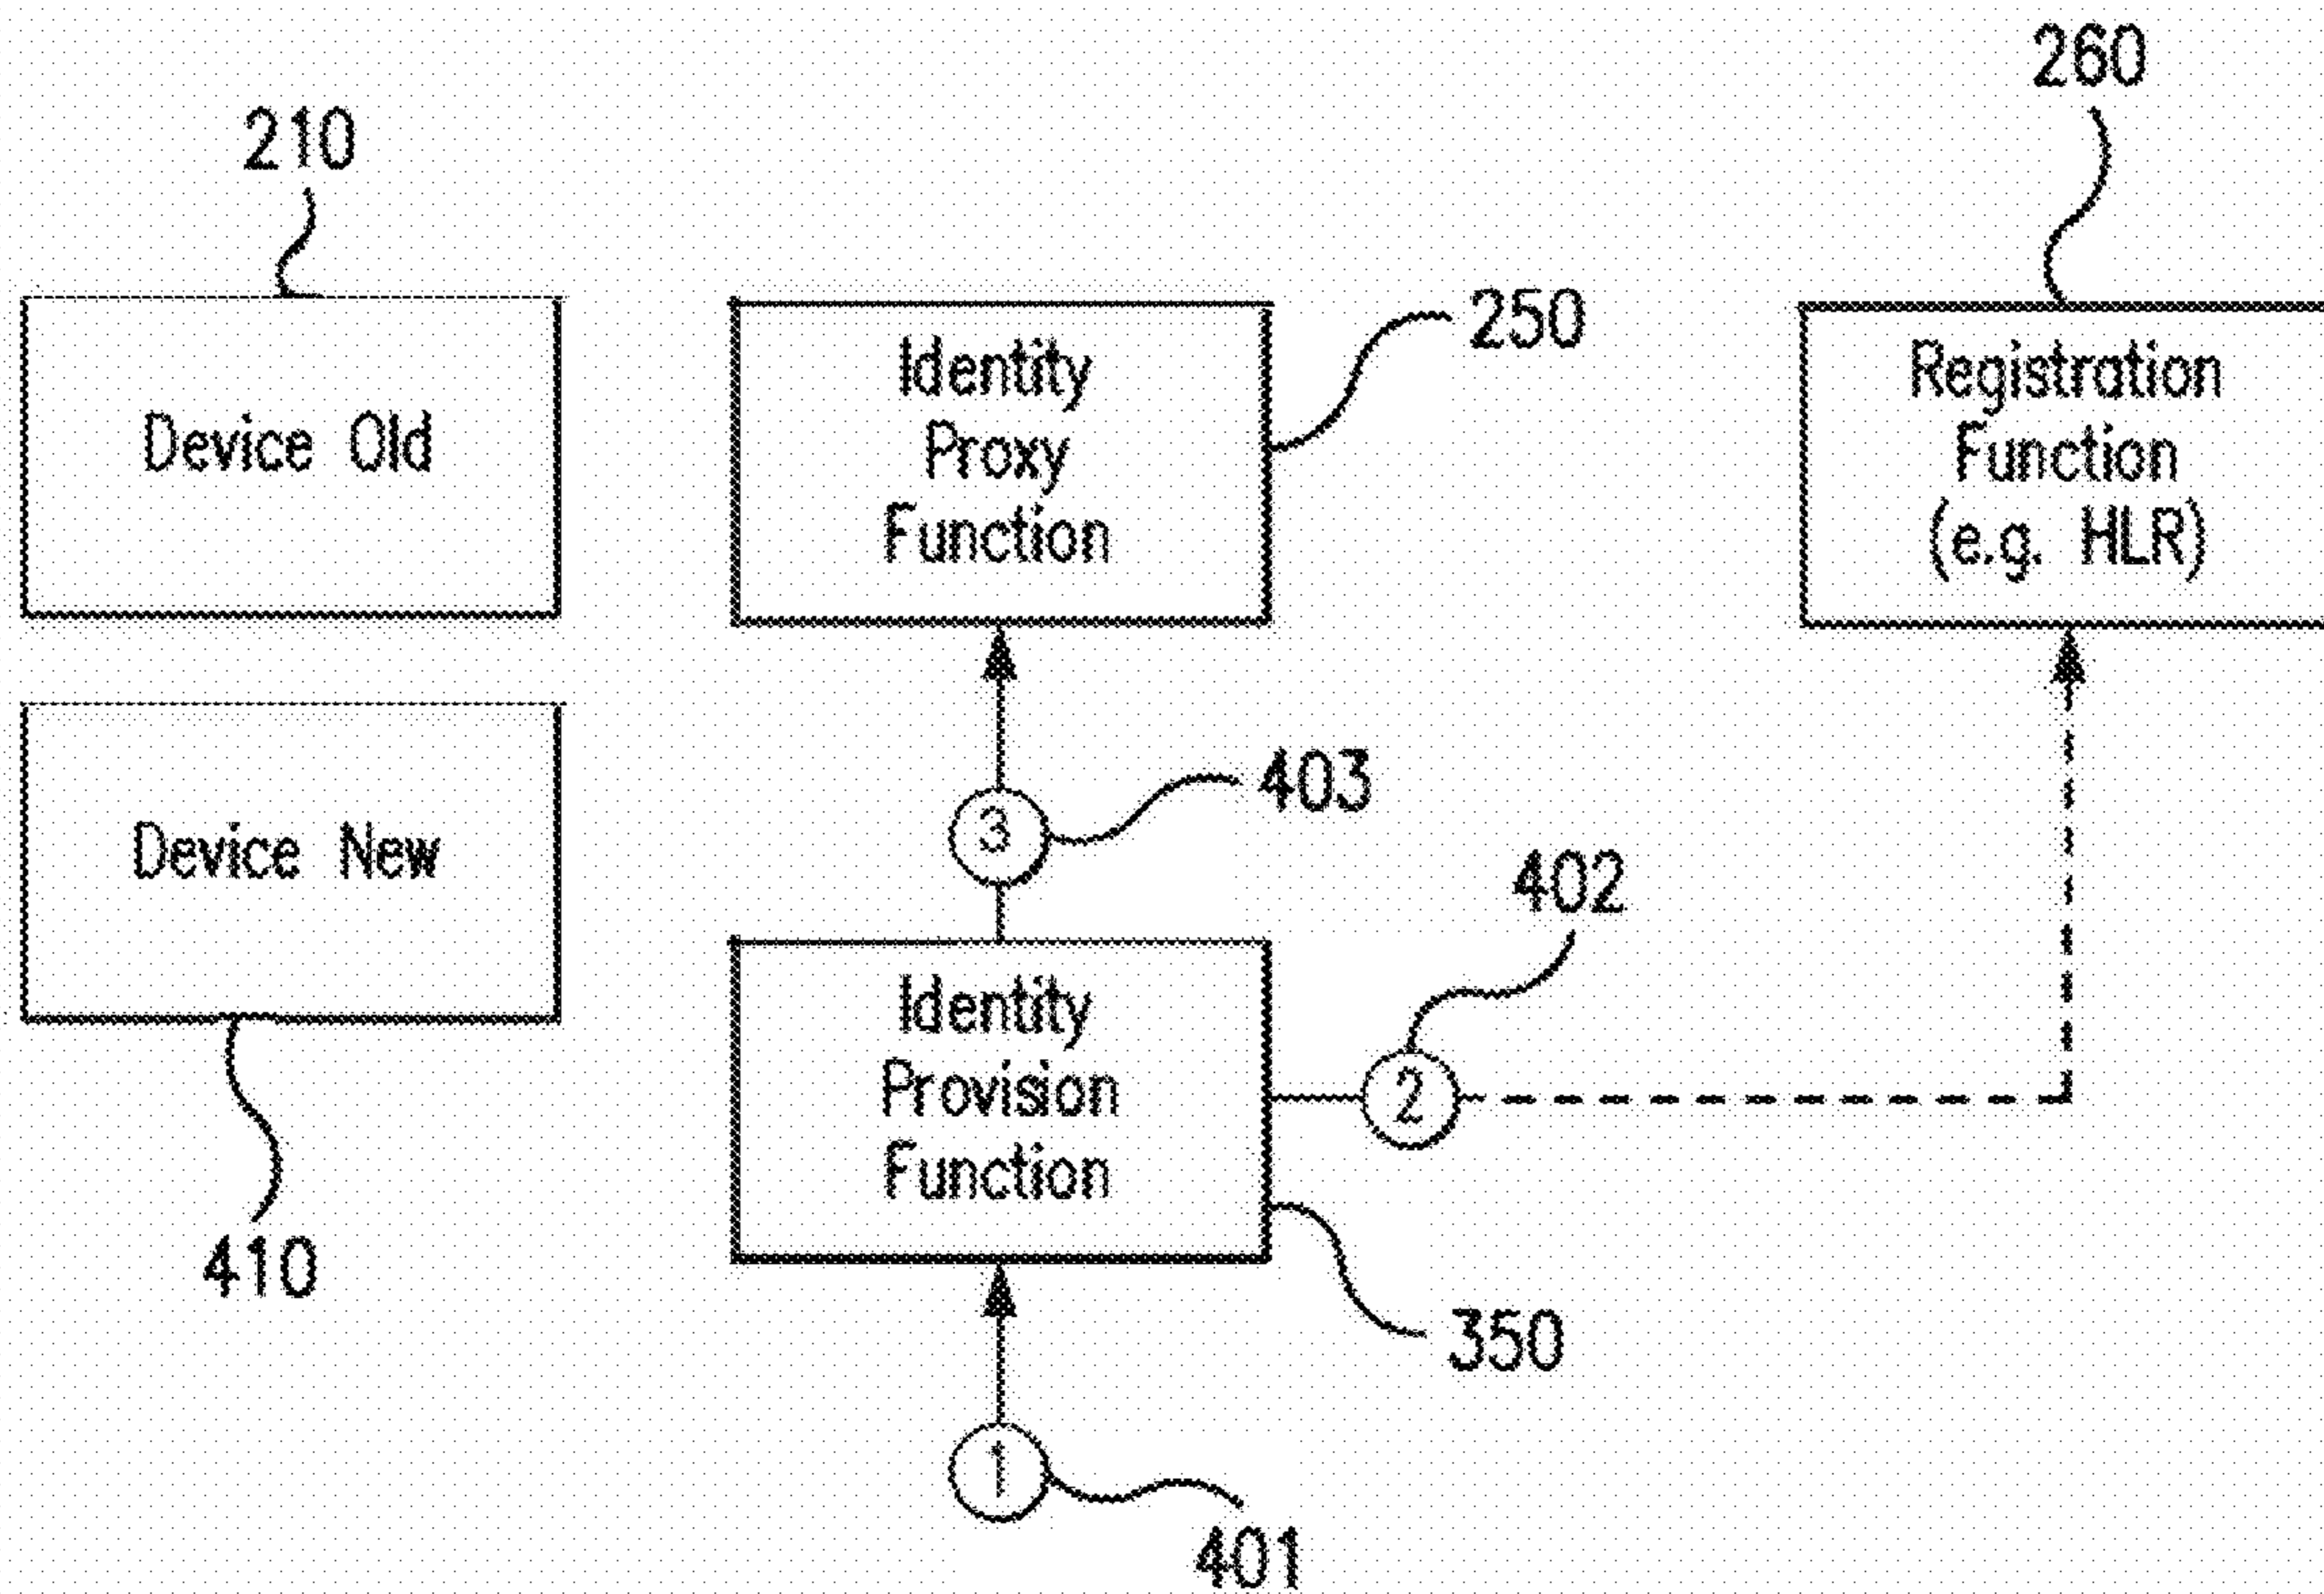 260
210
250
Device Old
Identity
Proxy
Function
Registration
Function
(e.g. HLR)
403
3
Device New
402
Identity
Provision
Function
2
410
350
1
401